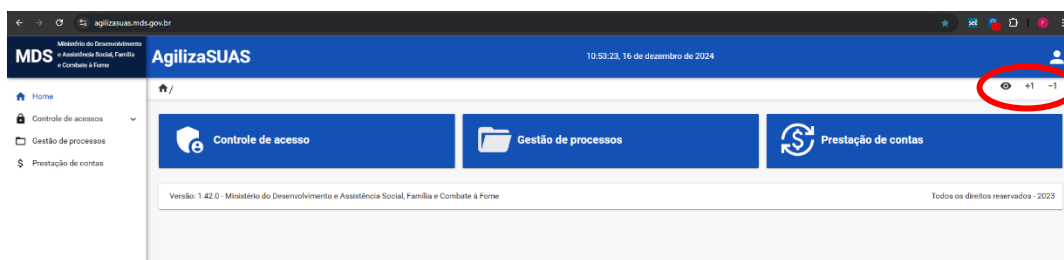 agilizasuas.mds.gov.br
MDS
Ministério do Desenvolvimento
e Assistência Social, Família
e Combate à Fome
AgilizaSUAS
10:53:23, 16 de dezembro de 2024
Home
Controle de acessos
Gestão de processos
$ Prestação de contas
/
+1 -1
Controle de acesso
Gestão de processos
Prestação de contas
Versão: 1.42.0 - Ministério do Desenvolvimento e Assistência Social, Família e Combate à Fome
Todos os direitos reservados - 2023